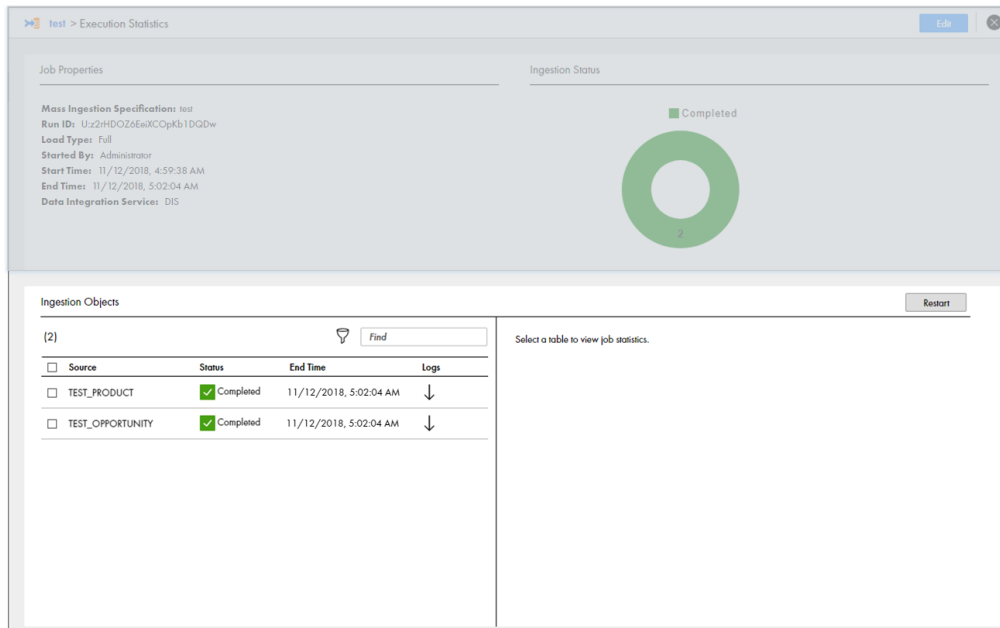 test > Execution Statistics
Edit
Job Properties
Mass Ingestion Specification: test
Run ID: U:z2rHDOZ6EeiXCOpKb1DQDw
Load Type: Full
Started By: Administrator
Start Time: 11/12/2018, 4:59:38 AM
End Time: 11/12/2018, 5:02:04 AM
Data Integration Service: DIS
Ingestion Status
Completed
2
Ingestion Objects
Restart
(2)
Find
Source Status End Time Logs
TEST_PRODUCT Completed 11/12/2018, 5:02:04 AM
TEST_OPPORTUNITY Completed 11/12/2018, 5:02:04 AM
Select a table to view job statistics.